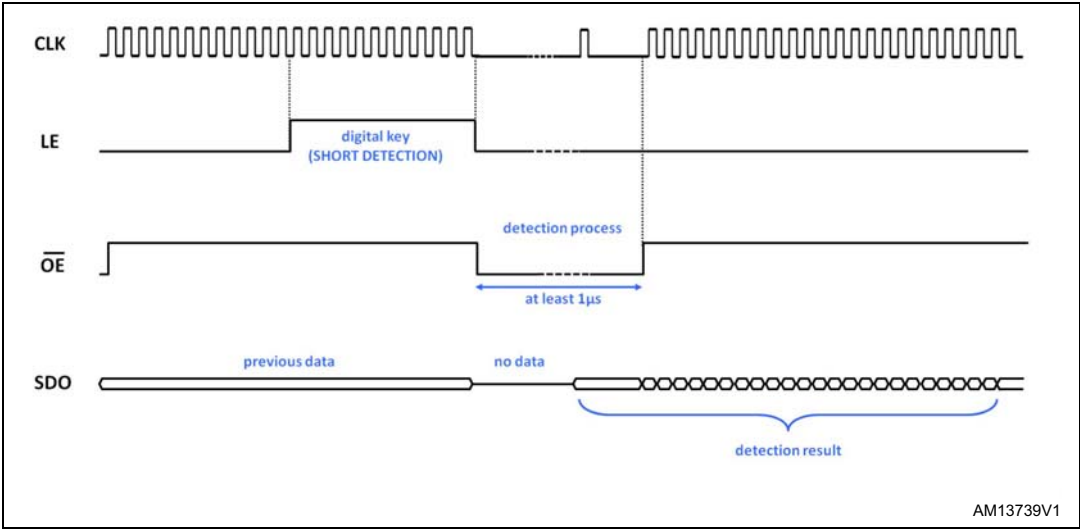 CLK
LE
digital key
(SHORT DETECTION)
detection process
OE
at least 1µs
previous data
no data
SDO
detection result
AM13739V1